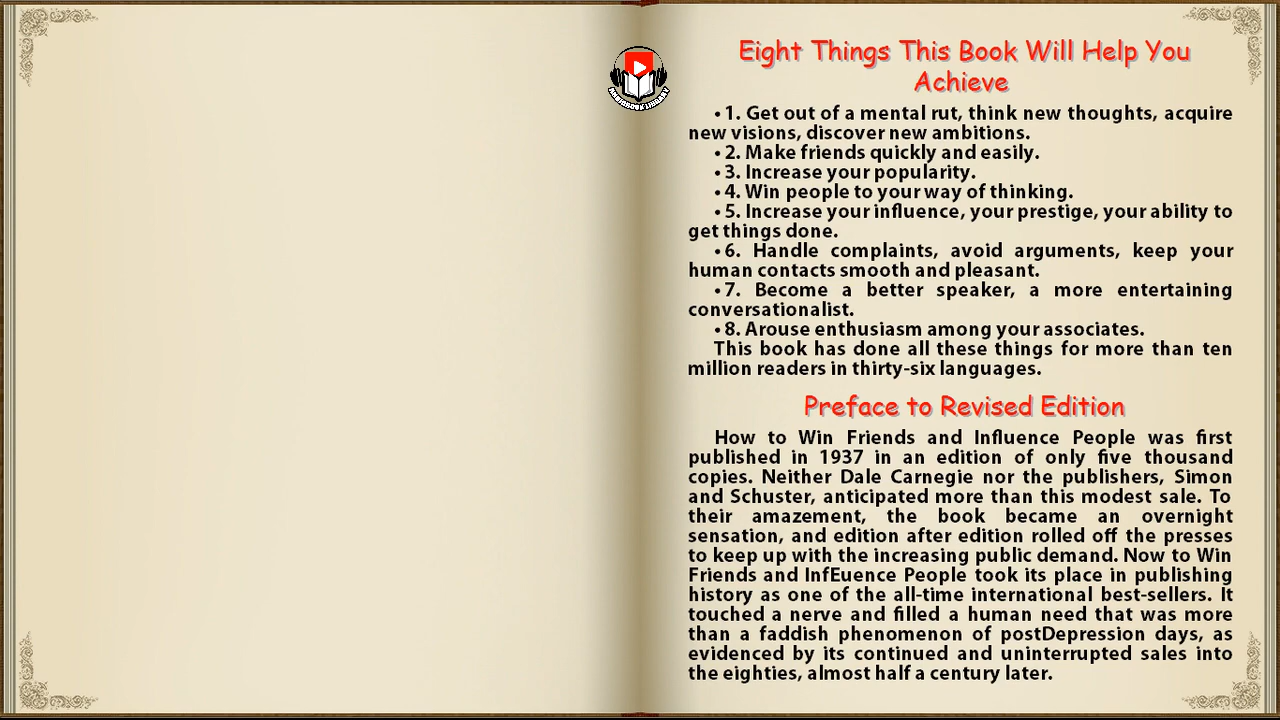 Eight Things This Book Will Help You
Achieve
• 1. Get out of a mental rut, think new thoughts, acquire
new visions, discover new ambitions.
• 2. Make friends quickly and easily.
• 3. Increase your popularity.
• 4. Win people to your way of thinking.
• 5. Increase your influence, your prestige, your ability to
get things done.
• 6. Handle complaints, avoid arguments, keep your
human contacts smooth and pleasant.
• 7. Become a better speaker, a more entertaining
conversationalist.
• 8. Arouse enthusiasm among your associates.
This book has done all these things for more than ten
million readers in thirty-six languages.
Preface to Revised Edition
How to Win Friends and Influence People was first
published in 1937 in an edition of only five thousand
copies. Neither Dale Carnegie nor the publishers, Simon
and Schuster, anticipated more than this modest sale. To
their amazement, the book became an overnight
sensation, and edition after edition rolled off the presses
to keep up with the increasing public demand. Now to Win
Friends and InfEuence People took its place in publishing
history as one of the all-time international best-sellers. It
touched a nerve and filled a human need that was more
than a faddish phenomenon of postDepression days, as
evidenced by its continued and uninterrupted sales into
the eighties, almost half a century later.